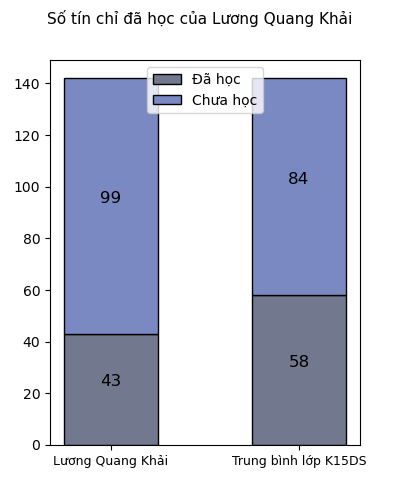 Số tín chỉ đã học của Lương Quang Khải
Đã học
Chưa học
140
120
100
80
60
40
20
0
99
84
43
58
Lương Quang Khải
Trung bình lớp K15DS